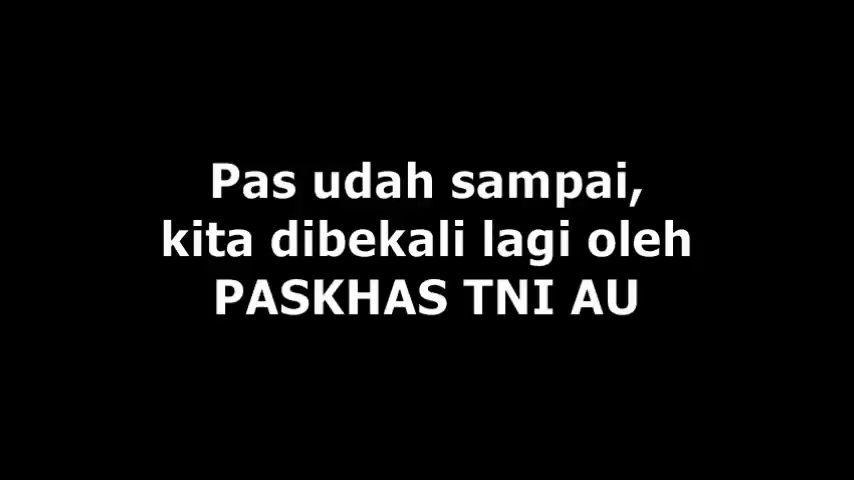 Pas udah sampai,
kita dibekali lagi oleh
PASKHAS TNI AU